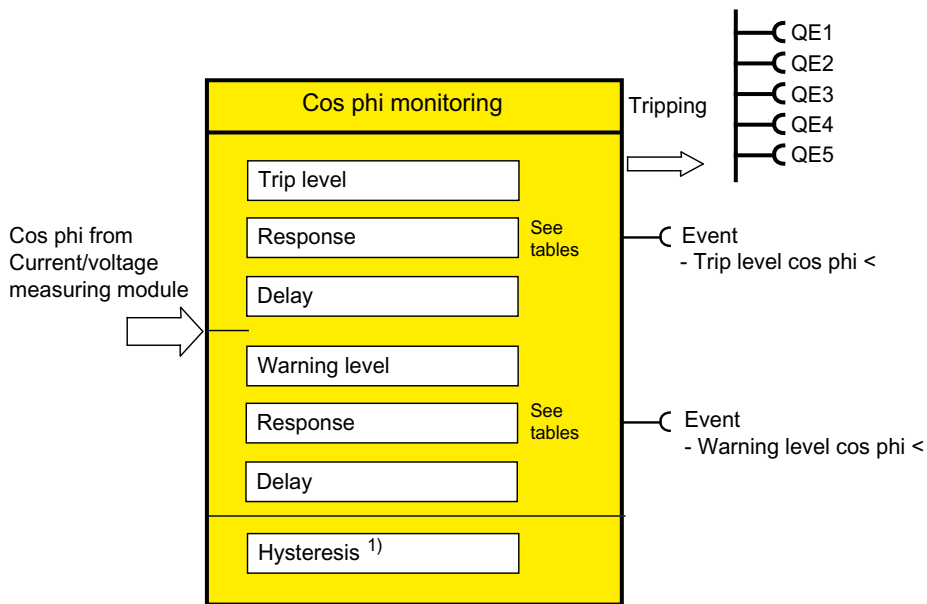 Cos phi monitoring
Tripping
QE1
QE2
QE3
QE4
QE5
Cos phi from
Current/voltage
measuring module
Trip level
Response
See
tables
Delay
Event
- Trip level cos phi <
Warning level
Response
See
tables
Delay
Event
- Warning level cos phi <
Hysteresis 1)